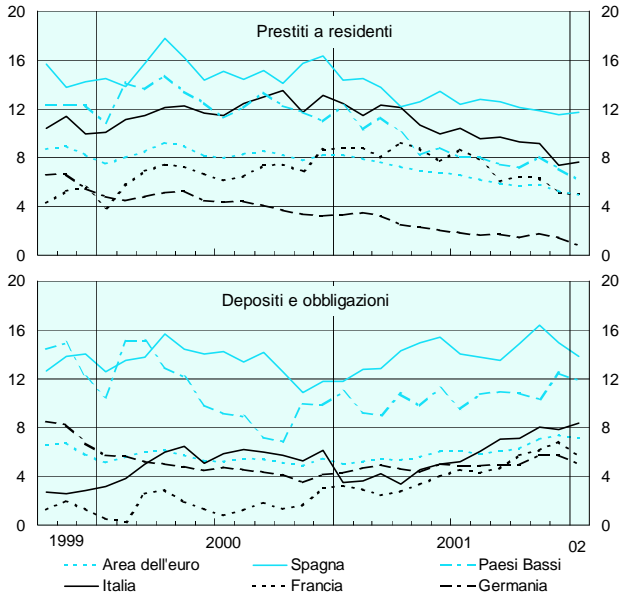 20 20
Prestiti a residenti
16 16
12 12
8 8
4 4
0 0
20 20
Depositi e obbligazioni
16 16
12 12
8 8
4 4
0 0
1999 2000 2001 02
Area dell'euro Spagna Paesi Bassi
Italia Francia Germania